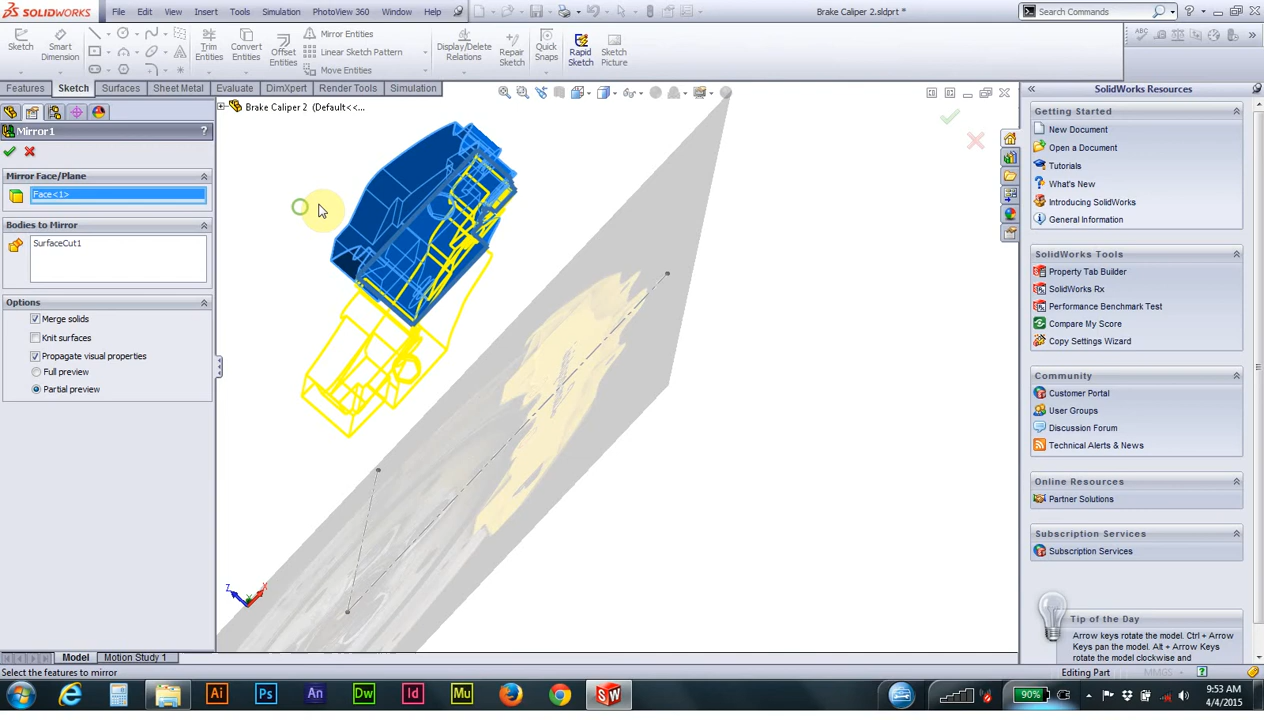 SOLIDWORKS File Edit View Insert Tools Simulation PhotoView 360 Window Help Brake Caliper 2.sldprt * Search Commands
Sketch Smart Dimension Trim Entities Convert Entities Offset Entities Mirror Entities Linear Sketch Pattern Move Entities Display/Delete Relations Repair Sketch Quick Snaps Rapid Sketch Sketch Picture
Features Sketch Surfaces Sheet Metal Evaluate DimXpert Render Tools Simulation
Brake Caliper 2 (Default<<...
Mirror1 ?
Mirror Face/Plane
Face<1>
Bodies to Mirror
SurfaceCut1
Options
Merge solids
Knit surfaces
Propagate visual properties
Full preview
Partial preview
Z X Y
SolidWorks Resources
Getting Started
New Document
Open a Document
Tutorials
What's New
Introducing SolidWorks
General Information
SolidWorks Tools
Property Tab Builder
SolidWorks Rx
Performance Benchmark Test
Compare My Score
Copy Settings Wizard
Community
Customer Portal
User Groups
Discussion Forum
Technical Alerts & News
Online Resources
Partner Solutions
Subscription Services
Subscription Services
Tip of the Day
Arrow keys rotate the model. Ctrl + Arrow
Keys pan the model. Alt + Arrow Keys
rotate the model clockwise and
Model Motion Study 1
Select the features to mirror Editing Part MMGS
Ai Ps An Dw Id Mu SW 90% 9:53 AM
4/4/2015